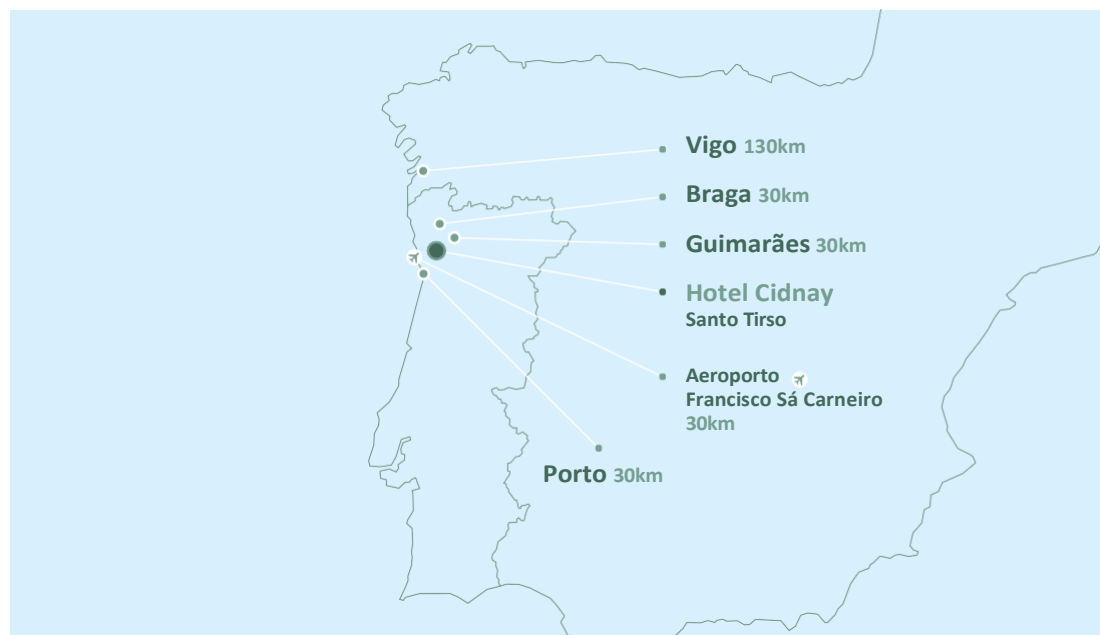 Vigo 130km
Braga 30km
Guimarães 30km
Hotel Cidnay
Santo Tirso
Aeroporto
Francisco Sá Carneiro
30km
Porto 30km